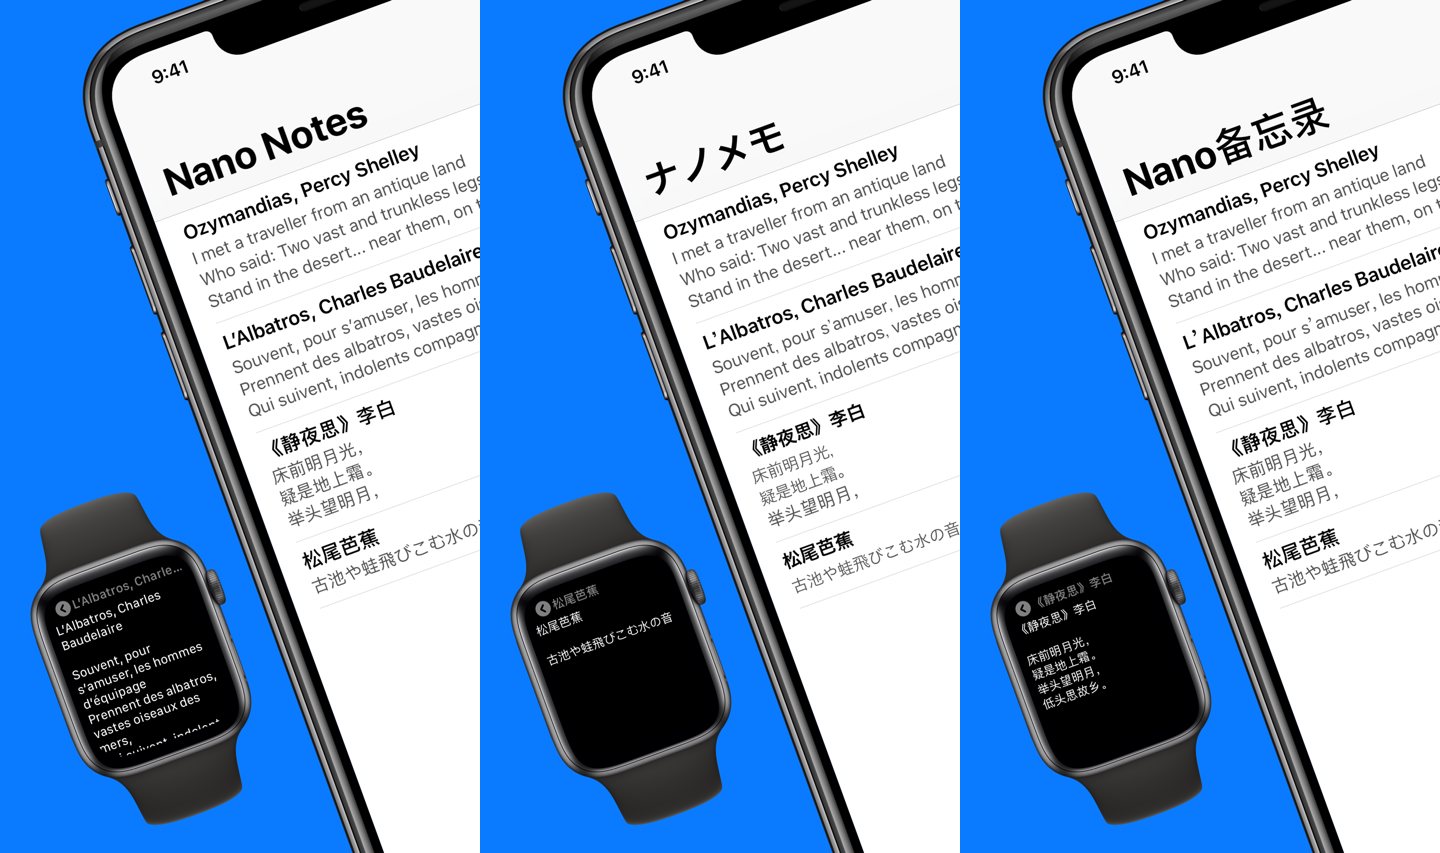 9:41
Nano Notes
Ozymandias, Percy Shelley
I met a traveller from an antique land
Who said: Two vast and trunkless legs
Stand in the desert... near them, on
L'Albatros, Charles Baudelaire
Souvent, pour s'amuser, les hom
Prennent des albatros, vastes ois
Qui suivent, indolents compag
《静夜思》李白
床前明月光，
疑是地上霜。
举头望明月，
松尾芭蕉
古池や蛙飛びこむ水の音
L'Albatros, Charle...
L'Albatros, Charles
Baudelaire
Souvent, pour
s'amuser, les hommes
d'équipage
Prennent des albatros,
vastes oiseaux des
mers,
i suivent, indolent
9:41
ナノメモ
Ozymandias, Percy Shelley
I met a traveller from an antique land
Who said: Two vast and trunkless legs
Stand in the desert... near them, on t
L'Albatros, Charles Baudelaire
Souvent, pour s'amuser, les hom
Prennent des albatros, vastes ois
Qui suivent, indolents compagn
《静夜思》李白
床前明月光，
疑是地上霜。
举头望明月，
松尾芭蕉
古池や蛙飛びこむ水の音
松尾芭蕉
松尾芭蕉
古池や蛙飛びこむ水の音
9:41
Nano备忘录
Ozymandias, Percy Shelley
I met a traveller from an antique land
Who said: Two vast and trunkless legs
Stand in the desert... near them, on t
L'Albatros, Charles Baudelaire
Souvent, pour s'amuser, les hom
Prennent des albatros, vastes o
Qui suivent, indolents compagn
《静夜思》李白
床前明月光，
疑是地上霜。
举头望明月，
松尾芭蕉
古池や蛙飛びこむ水の
《静夜思》李白
《静夜思》李白
床前明月光，
疑是地上霜。
举头望明月，
低头思故乡。